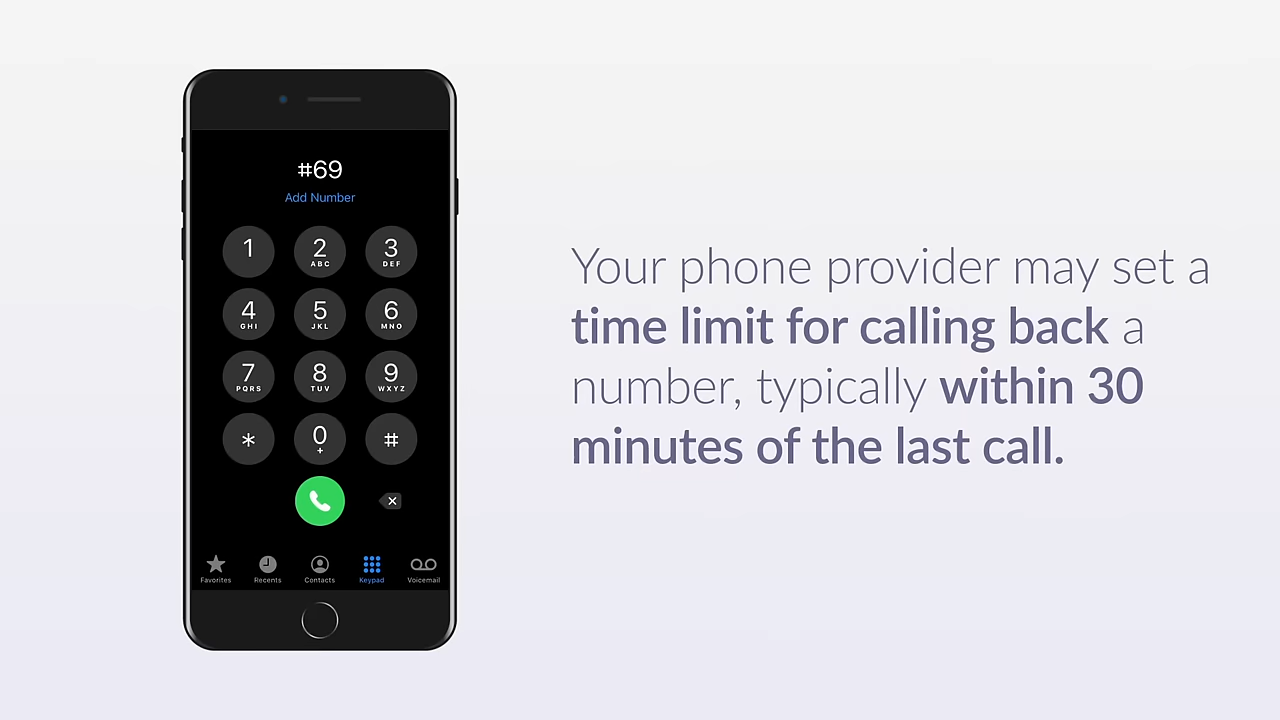 #69
Add Number
1
2
ABC
3
DEF
4
GHI
5
JKL
6
MNO
7
PQRS
8
TUV
9
WXYZ
*
0
+
#
Favorites
Recents
Contacts
Keypad
Voicemail
Your phone provider may set a
time limit for calling back a
number, typically within 30
minutes of the last call.